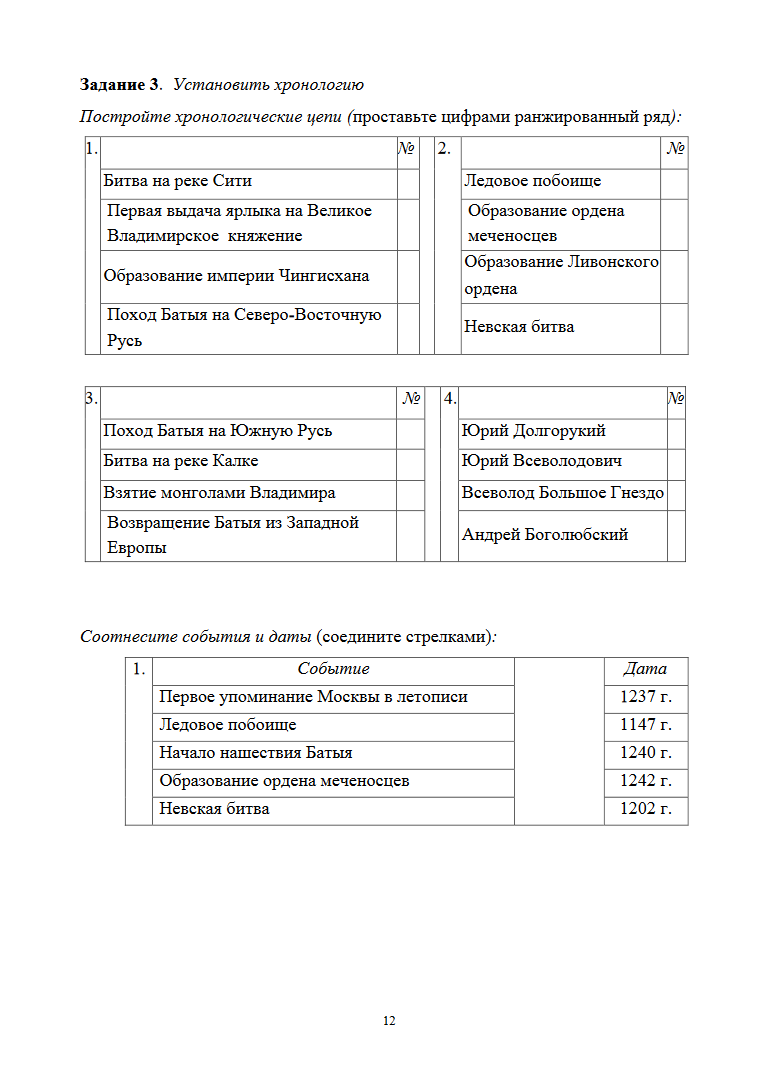 Задание 3. Установить хронологию
Постройте хронологические цепи (проставьте цифрами ранжированный ряд):
1. №
Битва на реке Сити
Первая выдача ярлыка на Великое
Владимирское княжение
Образование империи Чингисхана
Поход Батыя на Северо-Восточную
Русь
2. №
Ледовое побоище
Образование ордена
меченосцев
Образование Ливонского
ордена
Невская битва
3. №
Поход Батыя на Южную Русь
Битва на реке Калке
Взятие монголами Владимира
Возвращение Батыя из Западной
Европы
4. №
Юрий Долгорукий
Юрий Всеволодович
Всеволод Большое Гнездо
Андрей Боголюбский
Соотнесите события и даты (соедините стрелками):
1. Событие Дата
Первое упоминание Москвы в летописи 1237 г.
Ледовое побоище 1147 г.
Начало нашествия Батыя 1240 г.
Образование ордена меченосцев 1242 г.
Невская битва 1202 г.
12